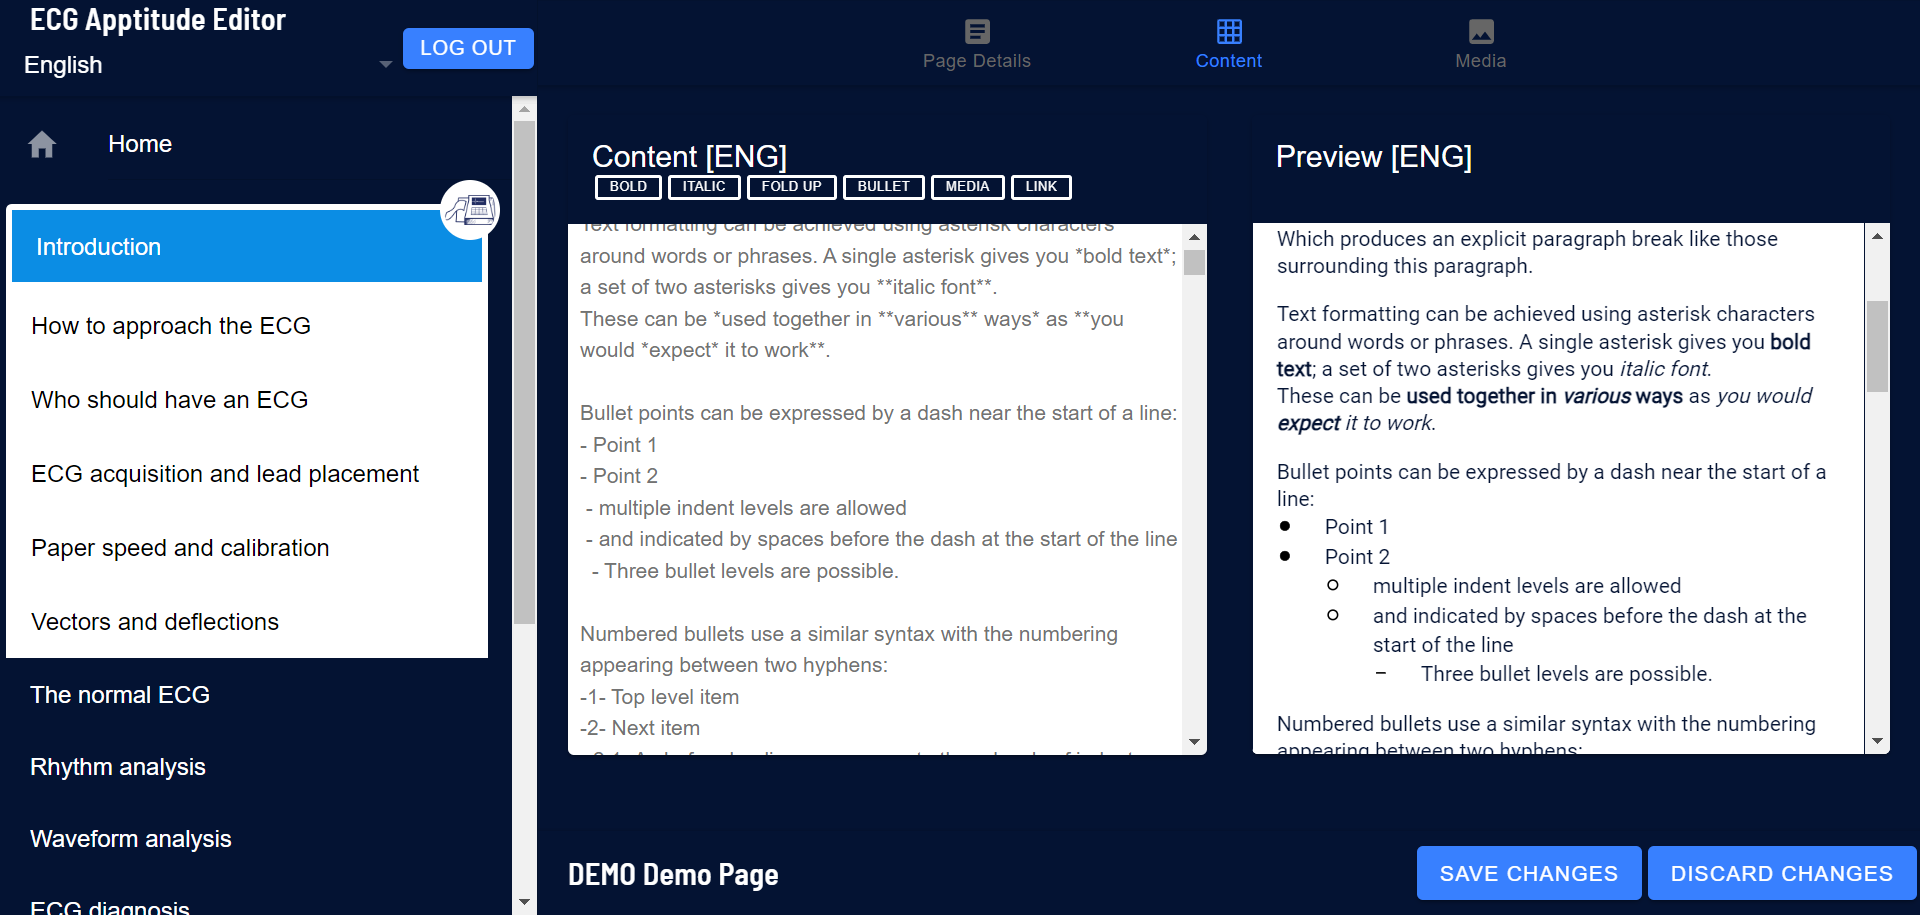 ECG Apptitude Editor
English
LOG OUT
Page Details
Content
Media
Home
Introduction
How to approach the ECG
Who should have an ECG
ECG acquisition and lead placement
Paper speed and calibration
Vectors and deflections
The normal ECG
Rhythm analysis
Waveform analysis
ECG diagnosis
Content [ENG]
BOLD
ITALIC
FOLD UP
BULLET
MEDIA
LINK
Text formatting can be achieved using asterisk characters
around words or phrases. A single asterisk gives you *bold text*;
a set of two asterisks gives you **italic font**.
These can be *used together in **various** ways* as **you
would *expect* it to work**.
Bullet points can be expressed by a dash near the start of a line:
- Point 1
- Point 2
- multiple indent levels are allowed
- and indicated by spaces before the dash at the start of the line
- Three bullet levels are possible.
Numbered bullets use a similar syntax with the numbering
appearing between two hyphens:
-1- Top level item
-2- Next item
Preview [ENG]
Which produces an explicit paragraph break like those
surrounding this paragraph.
Text formatting can be achieved using asterisk characters
around words or phrases. A single asterisk gives you bold
text; a set of two asterisks gives you italic font.
These can be used together in various ways as you would
expect it to work.
Bullet points can be expressed by a dash near the start of a
line:
● Point 1
● Point 2
○ multiple indent levels are allowed
○ and indicated by spaces before the dash at the
start of the line
– Three bullet levels are possible.
Numbered bullets use a similar syntax with the numbering
appearing between two hyphens:
DEMO Demo Page
SAVE CHANGES
DISCARD CHANGES